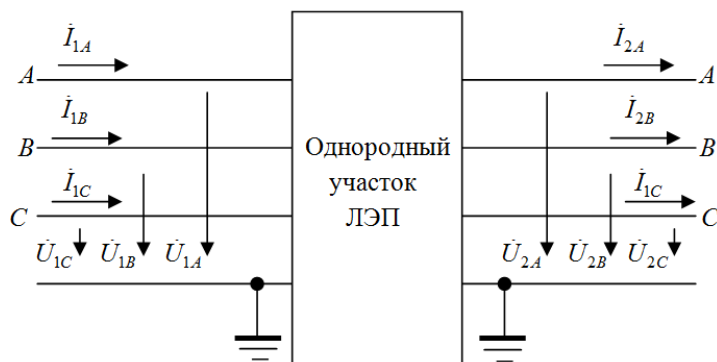 İ1A İ2A
A A
İ1B İ2B
B Однородный B
участок
İ1C ЛЭП İ1C
C C
U̇1C U̇1B U̇1A U̇2A U̇2B U̇2C